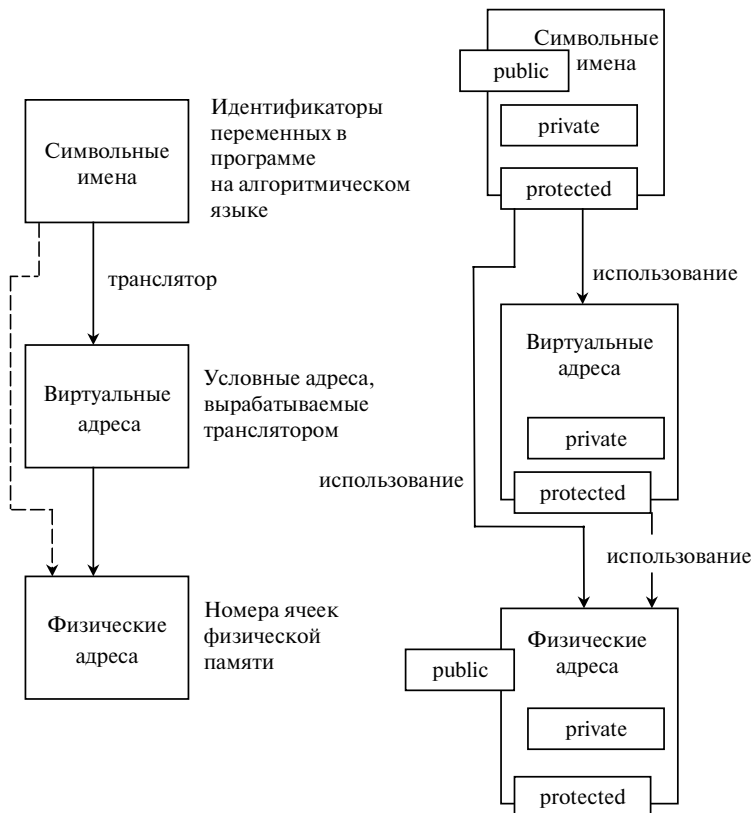 Символьные
имена
Идентификаторы
переменных в
программе
на алгоритмическом
языке
транслятор
Виртуальные
адреса
Условные адреса,
вырабатываемые
транслятором
Физические
адреса
Номера ячеек
физической
памяти
Символьные
имена
public
private
protected
использование
Виртуальные
адреса
private
protected
использование
использование
Физические
адреса
public
private
protected